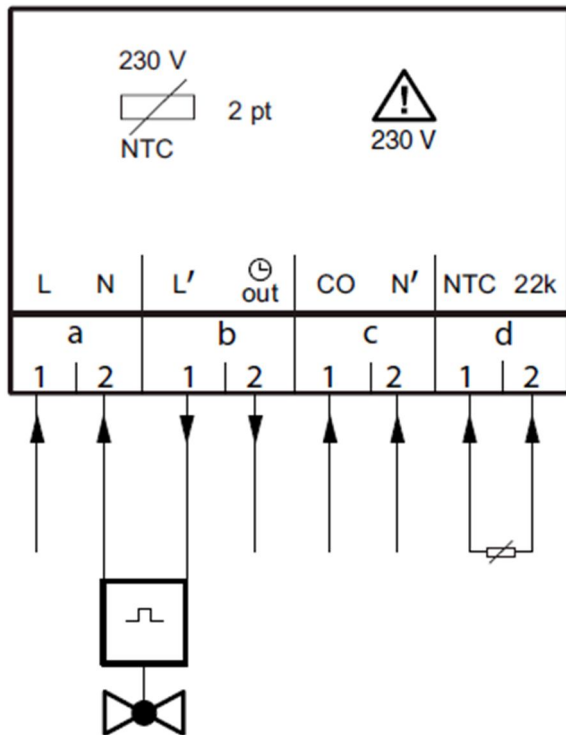 230 V
2 pt
NTC
!
230 V
L N L′ out CO N′ NTC 22k
a b c d
1 2 1 2 1 2 1 2